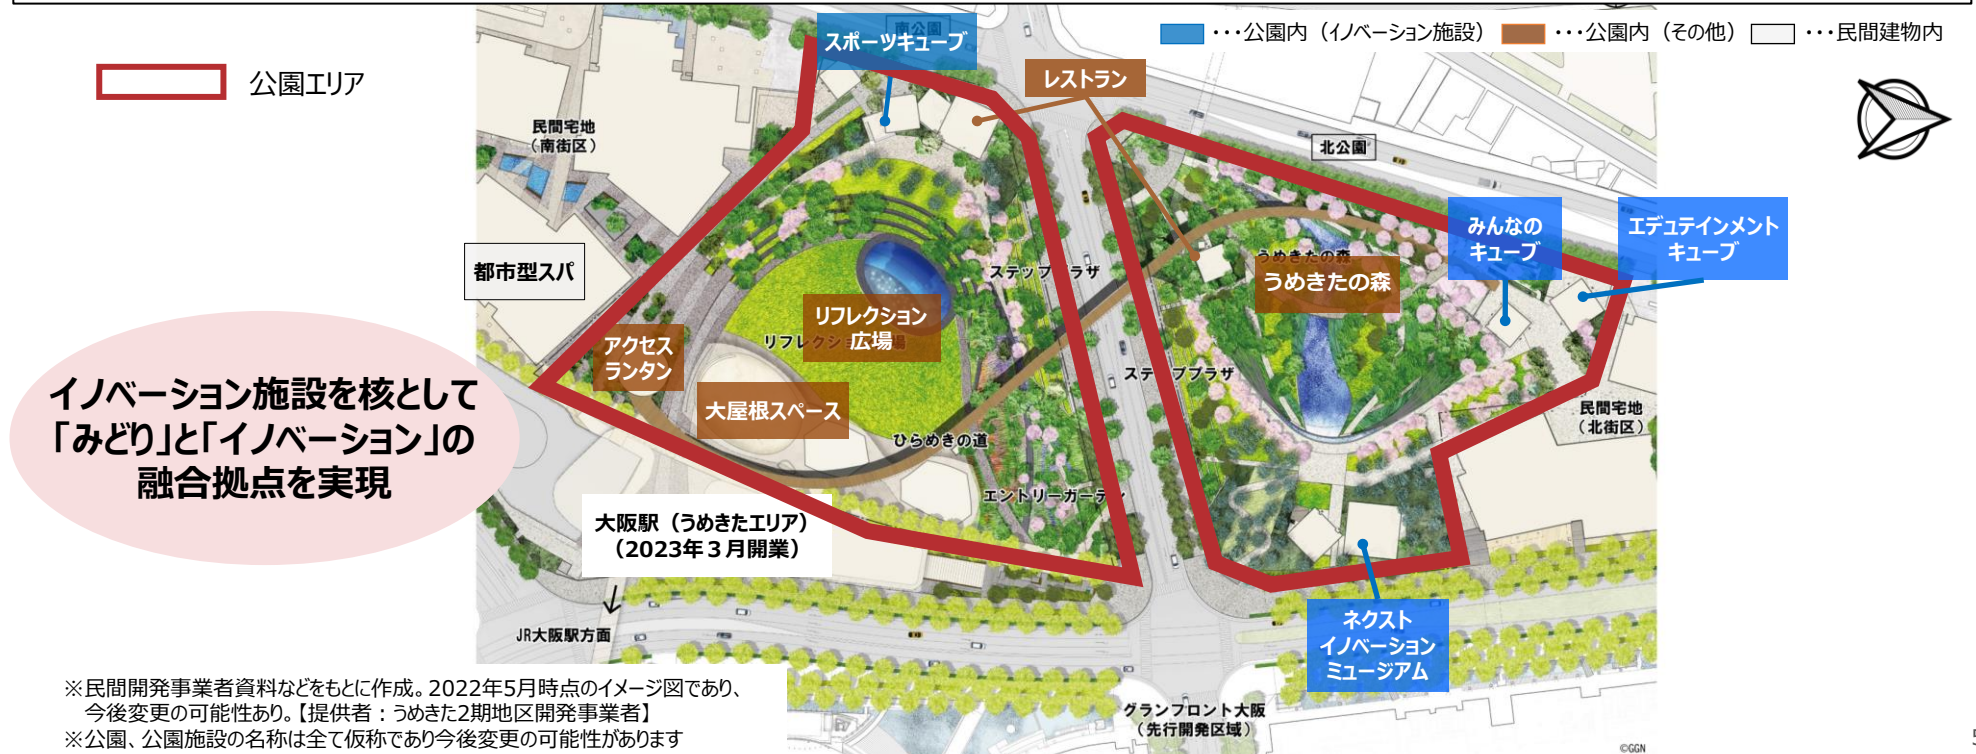 ・・・公園内（イノベーション施設）
・・・公園内（その他）
・・・民間建物内
公園エリア
南公園
スポーツキューブ
レストラン
民間宅地
（南街区）
北公園
みんなの
キューブ
エデュテインメント
キューブ
都市型スパ
ステッププラザ
うめきたの森
うめきたの森
リフレクション
広場
アクセス
ランタン
大屋根スペース
ひらめきの道
ステッププラザ
民間宅地
（北街区）
イノベーション施設を核として
「みどり」と「イノベーション」の
融合拠点を実現
エントリーガーデン
大阪駅（うめきたエリア）
（2023年３月開業）
JR大阪駅方面
ネクスト
イノベーション
ミュージアム
グランフロント大阪
（先行開発区域）
※民間開発事業者資料などをもとに作成。2022年5月時点のイメージ図であり、
今後変更の可能性あり。【提供者：うめきた2期地区開発事業者】
※公園、公園施設の名称は全て仮称であり今後変更の可能性があります
©GGN